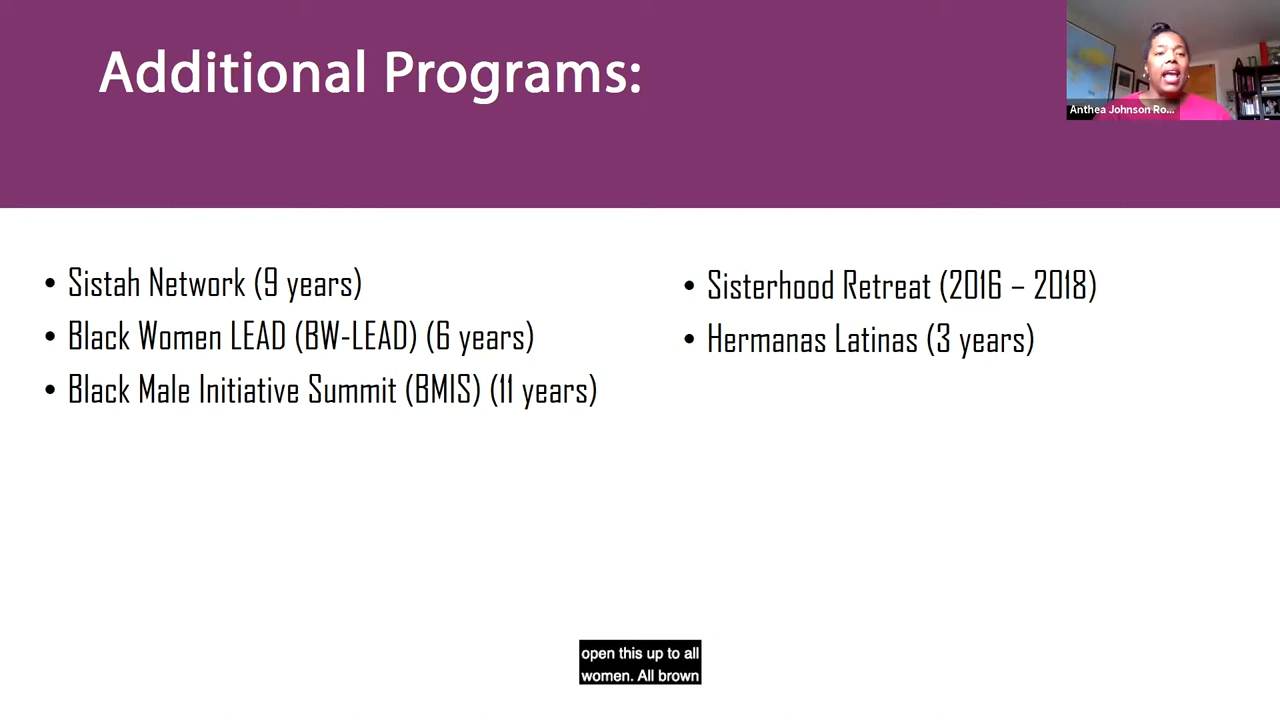 Additional Programs:
Anthea Johnson Ro...
• Sistah Network (9 years)
• Black Women LEAD (BW-LEAD) (6 years)
• Black Male Initiative Summit (BMIS) (11 years)
• Sisterhood Retreat (2016 – 2018)
• Hermanas Latinas (3 years)
open this up to all
women. All brown